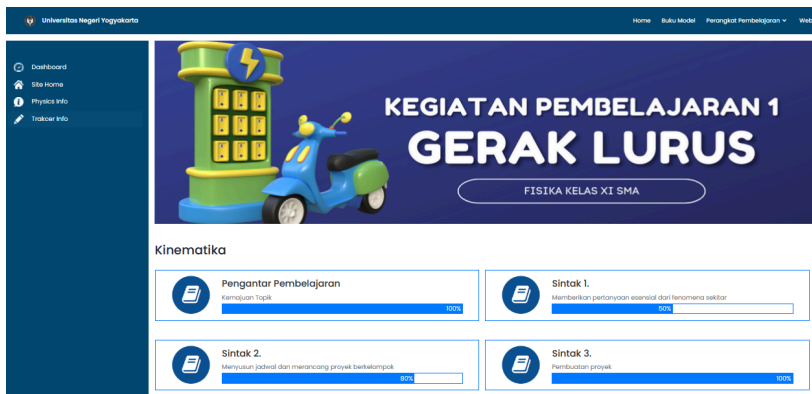 Universitas Negeri Yogyakarta
Home Buku Model Perangkat Pembelajaran Web
Dashboard
Site Home
Physics Info
Trakcer Info
KEGIATAN PEMBELAJARAN 1
GERAK LURUS
FISIKA KELAS XI SMA
Kinematika
Pengantar Pembelajaran
Kemajuan Topik
100%
Sintak 1.
Memberikan pertanyaan esensial dari fenomena sekitar
50%
Sintak 2.
Menyusun jadwal dan merancang proyek berkelampok
80%
Sintak 3.
Pembuatan proyek
100%